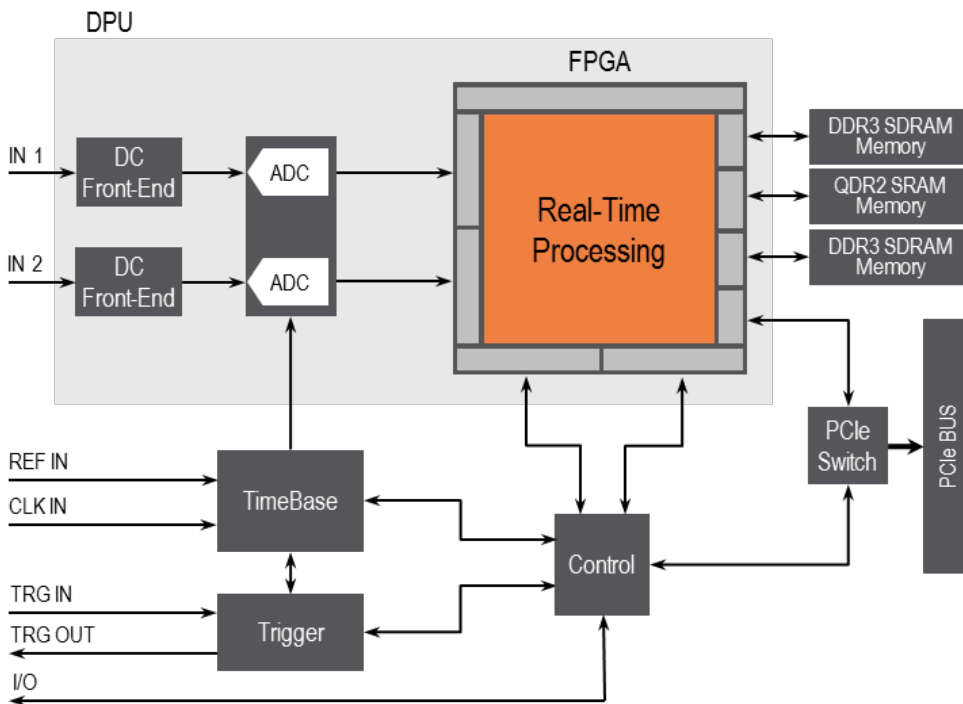 DPU
FPGA
IN 1
DC
Front-End
ADC
Real-Time
Processing
DDR3 SDRAM
Memory
QDR2 SRAM
Memory
DDR3 SDRAM
Memory
IN 2
DC
Front-End
ADC
PCIe
Switch
PCIe BUS
REF IN
CLK IN
TimeBase
Control
TRG IN
TRG OUT
Trigger
I/O